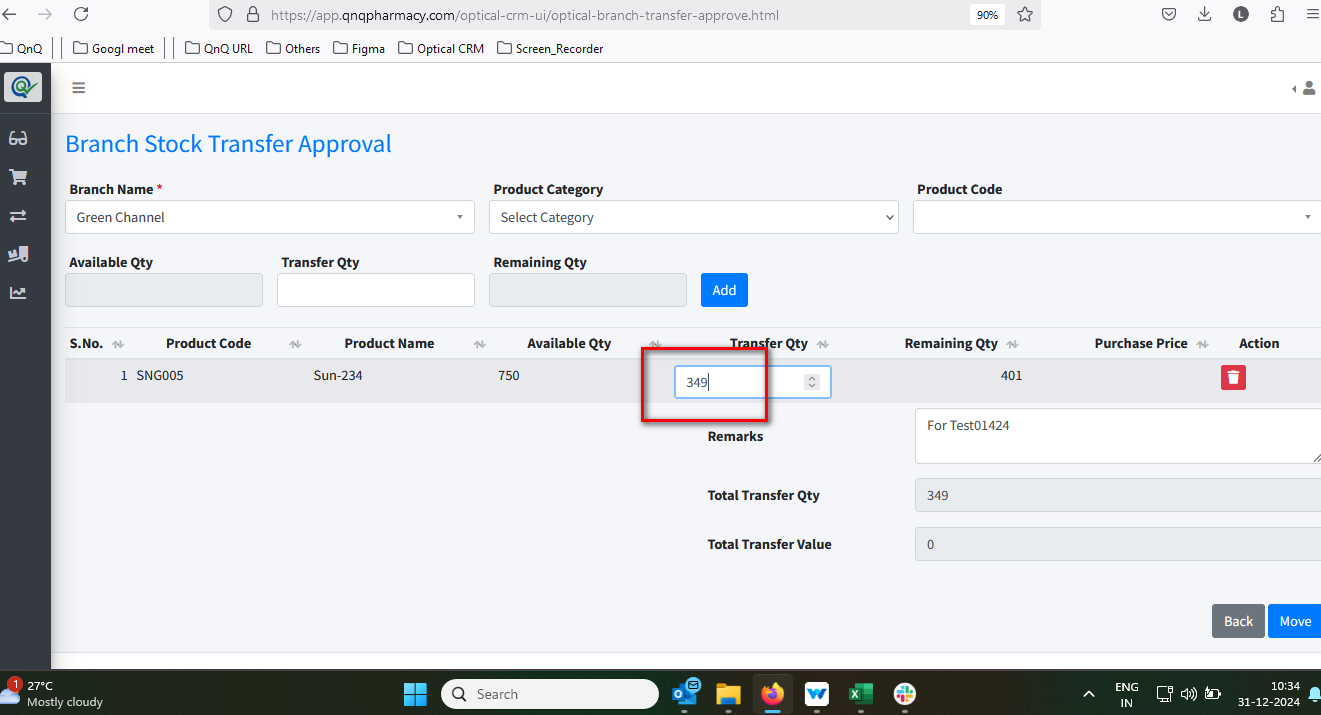 https://app.qnqpharmacy.com/optical-crm-ui/optical-branch-transfer-approve.html 90% L
QnQ Googl meet QnQ URL Others Figma Optical CRM Screen_Recorder
Branch Stock Transfer Approval
Branch Name * Product Category Product Code
Green Channel Select Category
Available Qty Transfer Qty Remaining Qty
Add
S.No. Product Code Product Name Available Qty Transfer Qty Remaining Qty Purchase Price Action
1 SNG005 Sun-234 750 349 401
Remarks For Test01424
Total Transfer Qty 349
Total Transfer Value 0
Back Move
1 27°C Mostly cloudy Search ENG IN 10:34 31-12-2024